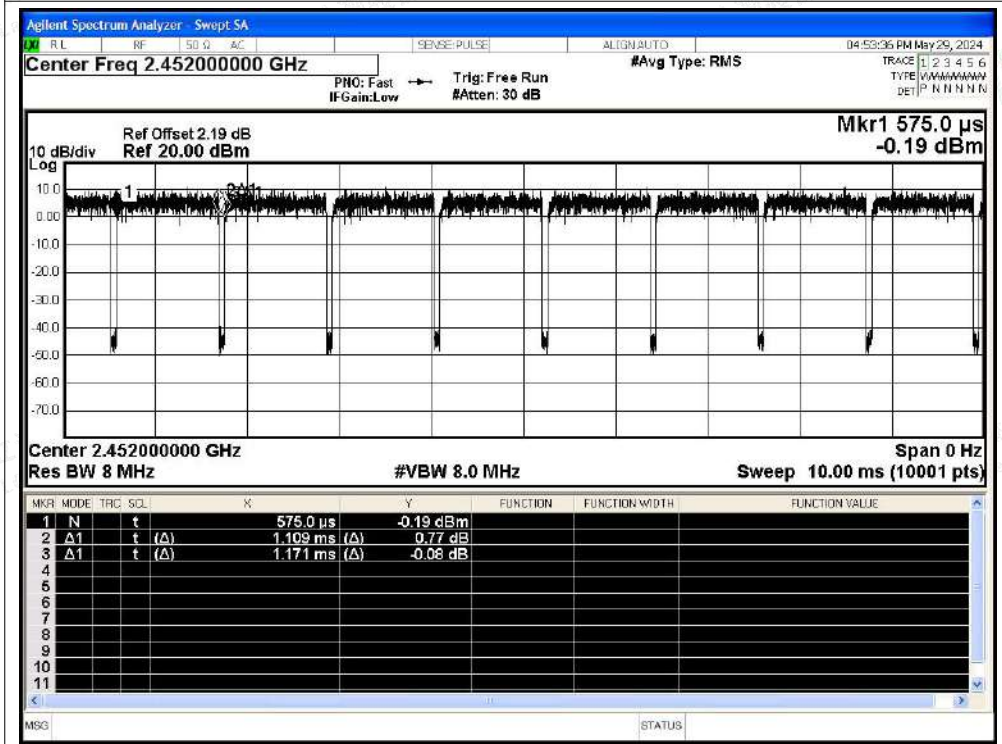 Agilent Spectrum Analyzer - Swept SA
LXI RL RF 50 Ω AC SENSE:PULSE ALIGNAUTO 04:53:36 PM May 29, 2024
Center Freq 2.452000000 GHz #Avg Type: RMS TRACE 1 2 3 4 5 6
PNO: Fast Trig: Free Run TYPE
IFGain:Low #Atten: 30 dB DET P N N N N N
Mkr1 575.0 µs
Ref Offset 2.19 dB
10 dB/div Ref 20.00 dBm -0.19 dBm
Log
10.0
1
2Δ1
0.00
-10.0
-20.0
-30.0
-40.0
-50.0
-60.0
-70.0
Center 2.452000000 GHz Span 0 Hz
Res BW 8 MHz #VBW 8.0 MHz Sweep 10.00 ms (10001 pts)
MKR MODE TRC SCL X Y FUNCTION FUNCTION WIDTH FUNCTION VALUE
1 N t 575.0 µs -0.19 dBm
2 Δ1 t (Δ) 1.109 ms (Δ) 0.77 dB
3 Δ1 t (Δ) 1.171 ms (Δ) -0.08 dB
4
5
6
7
8
9
10
11
MSG STATUS